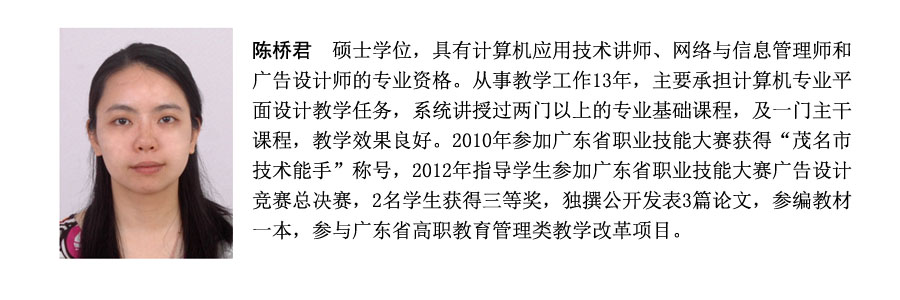 陈桥君 硕士学位，具有计算机应用技术讲师、网络与信息管理师和
广告设计师的专业资格。从事教学工作13年，主要承担计算机专业平
面设计教学任务，系统讲授过两门以上的专业基础课程，及一门主干
课程，教学效果良好。2010年参加广东省职业技能大赛获得“茂名市
技术能手”称号，2012年指导学生参加广东省职业技能大赛广告设计
竞赛总决赛，2名学生获得三等奖，独撰公开发表3篇论文，参编教材
一本，参与广东省高职教育管理类教学改革项目。